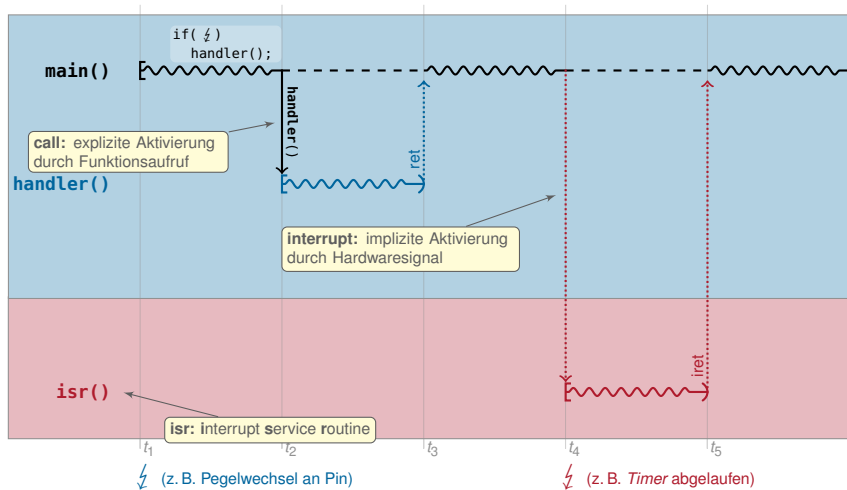 if( ↯ )
handler();
main()
handler()
call: explizite Aktivierung
durch Funktionsaufruf
ret
handler()
interrupt: implizite Aktivierung
durch Hardwaresignal
iret
isr()
isr: interrupt service routine
t1 t2 t3 t4 t5
↯ (z. B. Pegelwechsel an Pin) ↯ (z. B. Timer abgelaufen)